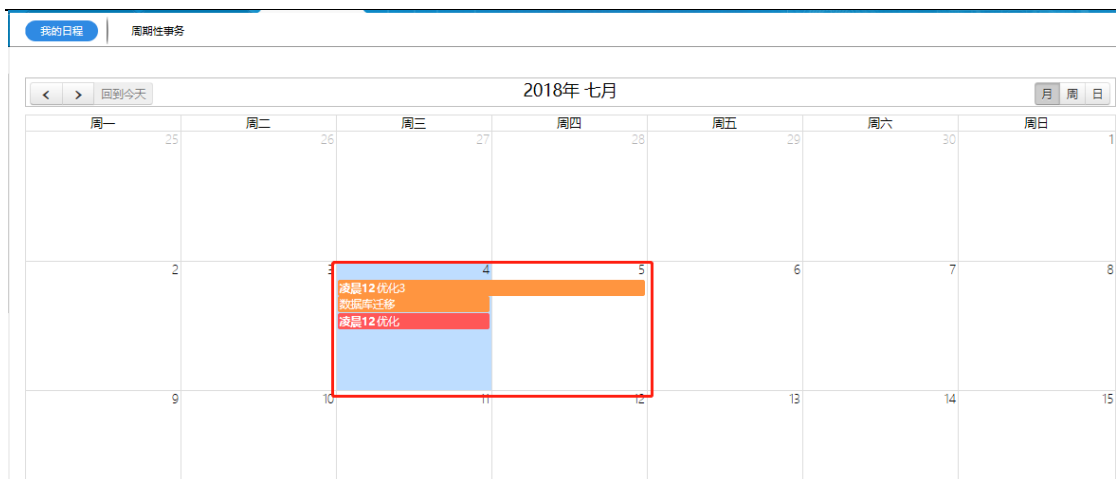 我的日程 周期性事务
< > 回到今天 2018年 七月 月 周 日
周一 周二 周三 周四 周五 周六 周日
25 26 27 28 29 30 1
2 3 4 5 6 7 8
凌晨12 优化3
数据库迁移
凌晨12 优化
9 10 11 12 13 14 15